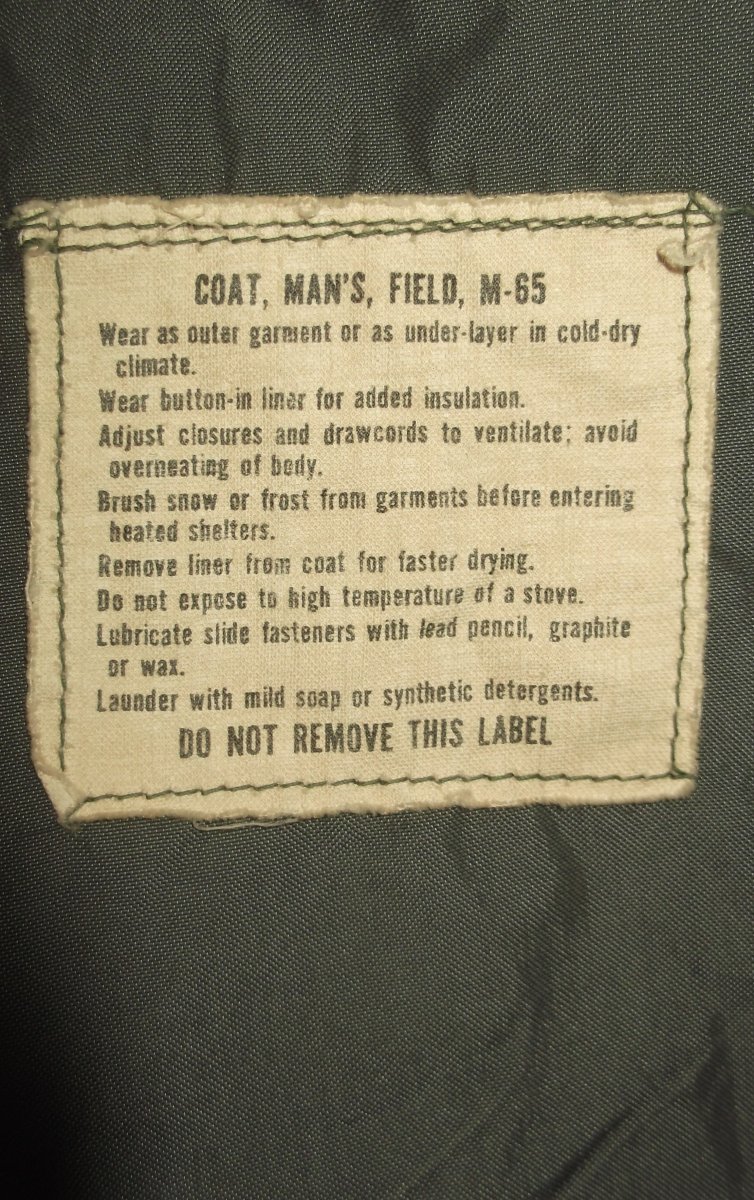 COAT, MAN'S, FIELD, M-65
Wear as outer garment or as under-layer in cold-dry
climate.
Wear button-in liner for added insulation.
Adjust closures and drawcords to ventilate; avoid
overheating of body.
Brush snow or frost from garments before entering
heated shelters.
Remove liner from coat for faster drying.
Do not expose to high temperature of a stove.
Lubricate slide fasteners with lead pencil, graphite
or wax.
Launder with mild soap or synthetic detergents.
DO NOT REMOVE THIS LABEL